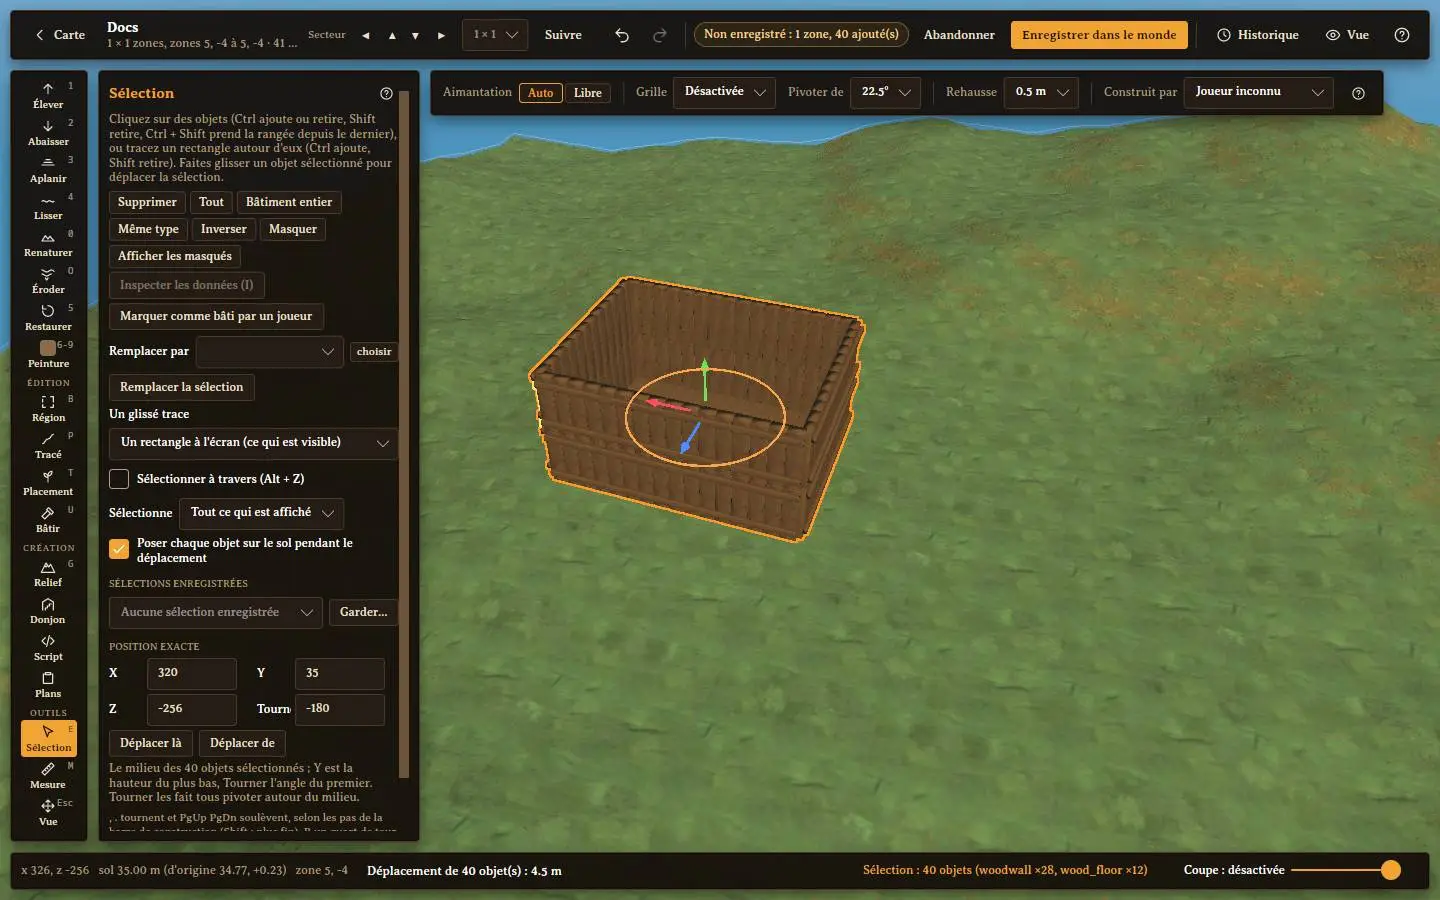 Carte
Docs
1 × 1 zones, zones 5, -4 à 5, -4 · 41 ...
Secteur
1 × 1
Suivre
Non enregistré : 1 zone, 40 ajouté(s)
Abandonner
Enregistrer dans le monde
Historique
Vue
Élever 1
Abaisser 2
Aplanir 3
Lisser 4
Renaturer 0
Éroder O
Restaurer 5
Peinture 6-9
ÉDITION
Région B
Tracé P
Placement T
Bâtir U
CRÉATION
Relief G
Donjon
Script
Plans
OUTILS
Sélection E
Mesure M
Vue Esc
Sélection
Cliquez sur des objets (Ctrl ajoute ou retire, Shift
retire, Ctrl + Shift prend la rangée depuis le dernier),
ou tracez un rectangle autour d'eux (Ctrl ajoute,
Shift retire). Faites glisser un objet sélectionné pour
déplacer la sélection.
Supprimer Tout Bâtiment entier
Même type Inverser Masquer
Afficher les masqués
Inspecter les données (I)
Marquer comme bâti par un joueur
Remplacer par choisir
Remplacer la sélection
Un glissé trace
Un rectangle à l'écran (ce qui est visible)
Sélectionner à travers (Alt + Z)
Sélectionne Tout ce qui est affiché
Poser chaque objet sur le sol pendant le
déplacement
SÉLECTIONS ENREGISTRÉES
Aucune sélection enregistrée Garder...
POSITION EXACTE
X 320 Y 35
Z -256 Tourn -180
Déplacer là Déplacer de
Le milieu des 40 objets sélectionnés ; Y est la
hauteur du plus bas, Tourner l'angle du premier.
Tourner les fait tous pivoter autour du milieu.
, . tournent et PgUp PgDn soulèvent, selon les pas de la
Aimantation Auto Libre Grille Désactivée Pivoter de 22.5° Rehausse 0.5 m Construit par Joueur inconnu
x 326, z -256 sol 35.00 m (d'origine 34.77, +0.23) zone 5, -4 Déplacement de 40 objet(s) : 4.5 m
Sélection : 40 objets (woodwall ×28, wood_floor ×12)
Coupe : désactivée